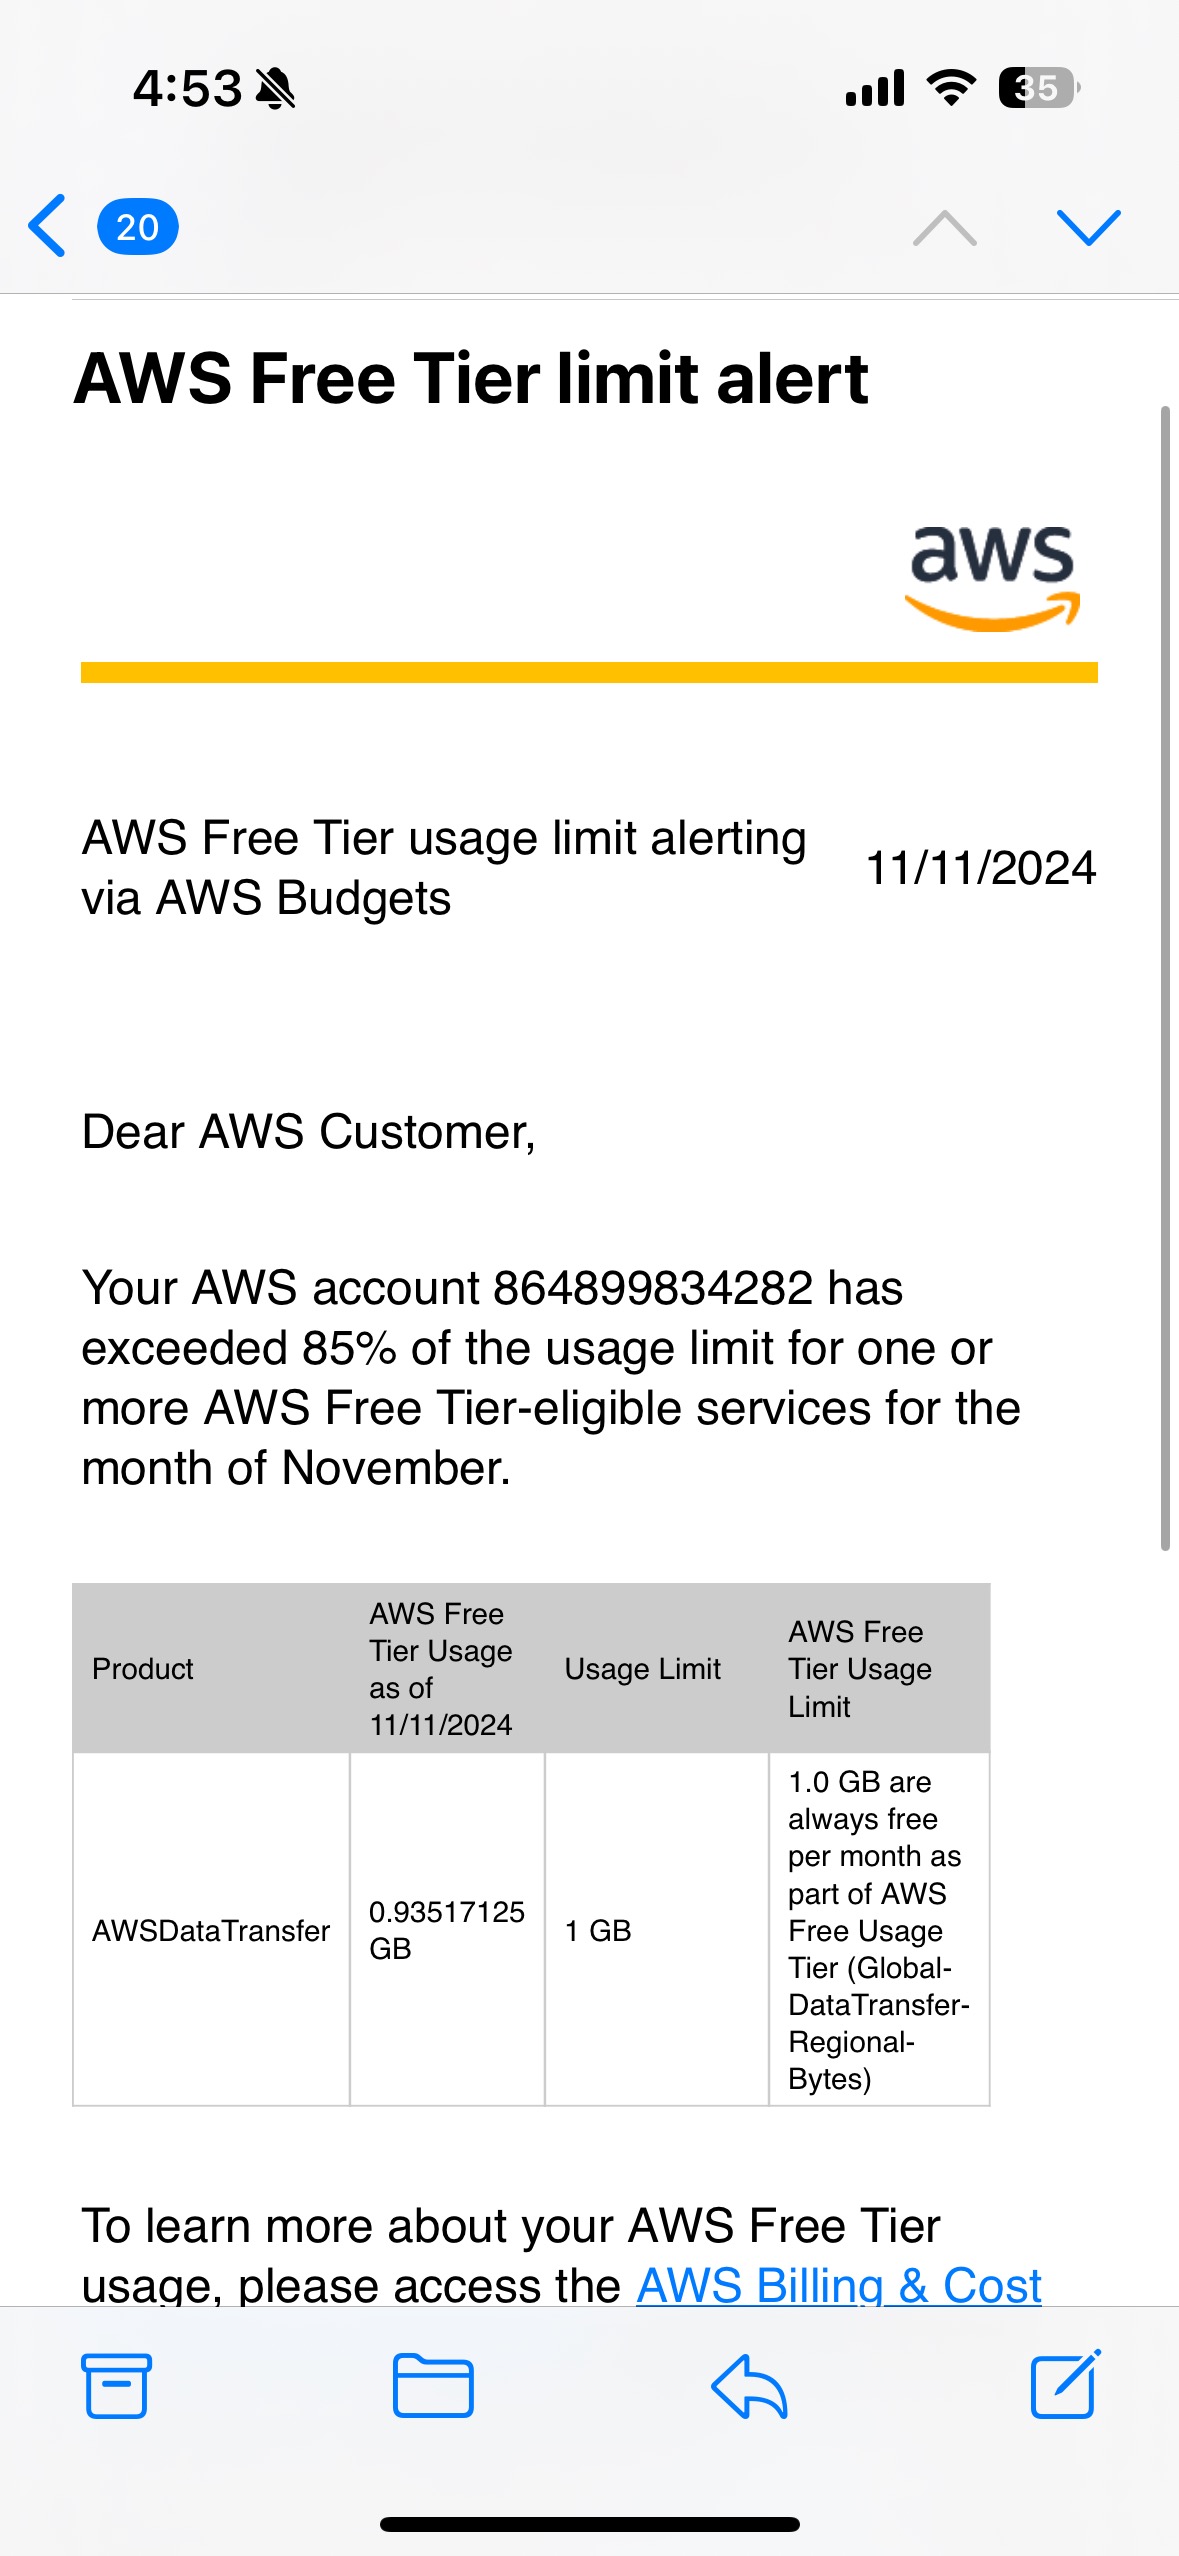 4:53
35
20
AWS Free Tier limit alert
aws
AWS Free Tier usage limit alerting
via AWS Budgets
11/11/2024
Dear AWS Customer,
Your AWS account 864899834282 has
exceeded 85% of the usage limit for one or
more AWS Free Tier-eligible services for the
month of November.
Product
AWS Free
Tier Usage
as of
11/11/2024
Usage Limit
AWS Free
Tier Usage
Limit
AWSDataTransfer
0.93517125
GB
1 GB
1.0 GB are
always free
per month as
part of AWS
Free Usage
Tier (Global-
DataTransfer-
Regional-
Bytes)
To learn more about your AWS Free Tier
usage, please access the AWS Billing & Cost